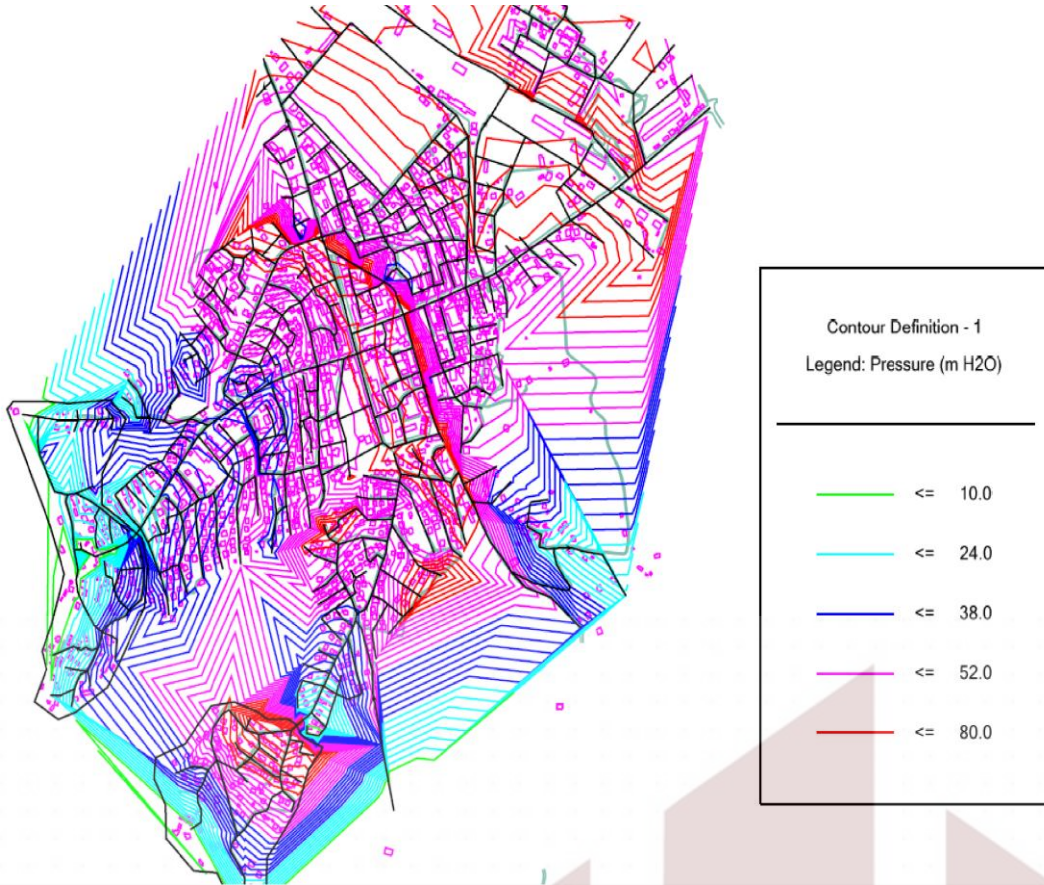 Contour Definition - 1
Legend: Pressure (m H2O)
<= 10.0
<= 24.0
<= 38.0
<= 52.0
<= 80.0